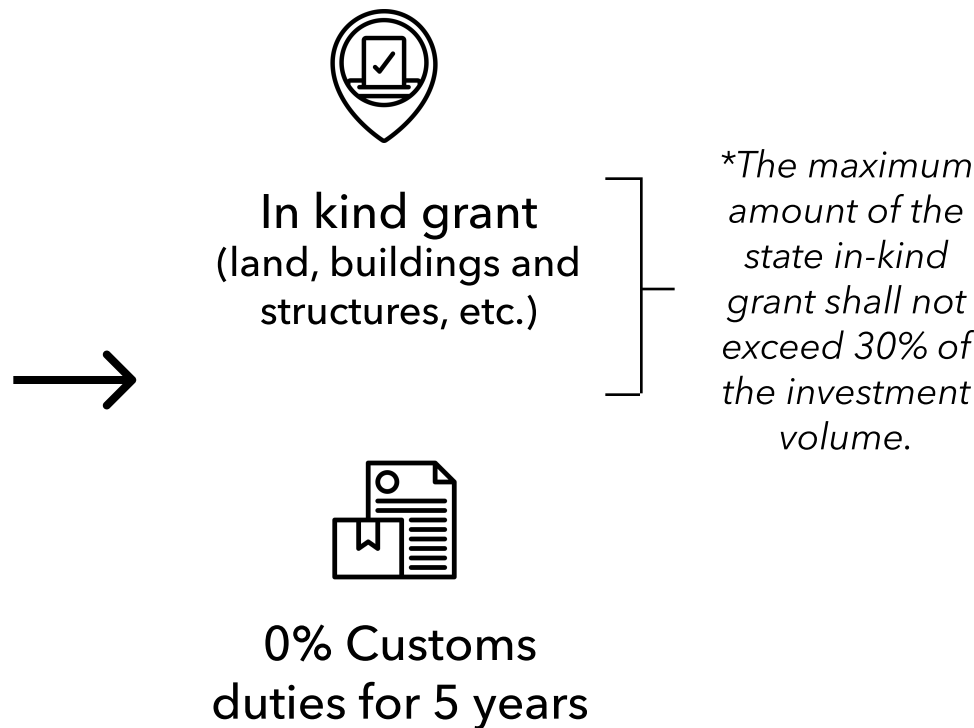 In kind grant
(land, buildings and
structures, etc.)
*The maximum
amount of the
state in-kind
grant shall not
exceed 30% of
the investment
volume.
0% Customs
duties for 5 years